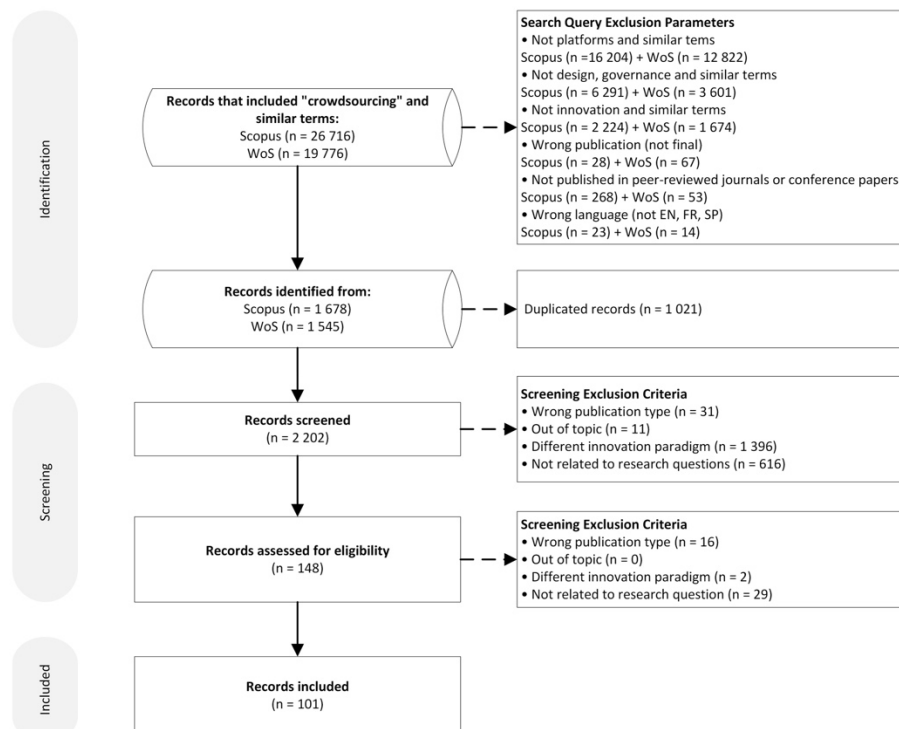 Identification
Records that included "crowdsourcing" and
similar terms:
Scopus (n = 26 716)
WoS (n = 19 776)
Search Query Exclusion Parameters
• Not platforms and similar tems
Scopus (n =16 204) + WoS (n = 12 822)
• Not design, governance and similar terms
Scopus (n = 6 291) + WoS (n = 3 601)
• Not innovation and similar terms
Scopus (n = 2 224) + WoS (n = 1 674)
• Wrong publication (not final)
Scopus (n = 28) + WoS (n = 67)
• Not published in peer-reviewed journals or conference papers
Scopus (n = 268) + WoS (n = 53)
• Wrong language (not EN, FR, SP)
Scopus (n = 23) + WoS (n = 14)
Records identified from:
Scopus (n = 1 678)
WoS (n = 1 545)
Duplicated records (n = 1 021)
Screening
Records screened
(n = 2 202)
Screening Exclusion Criteria
• Wrong publication type (n = 31)
• Out of topic (n = 11)
• Different innovation paradigm (n = 1 396)
• Not related to research questions (n = 616)
Records assessed for eligibility
(n = 148)
Screening Exclusion Criteria
• Wrong publication type (n = 16)
• Out of topic (n = 0)
• Different innovation paradigm (n = 2)
• Not related to research question (n = 29)
Included
Records included
(n = 101)